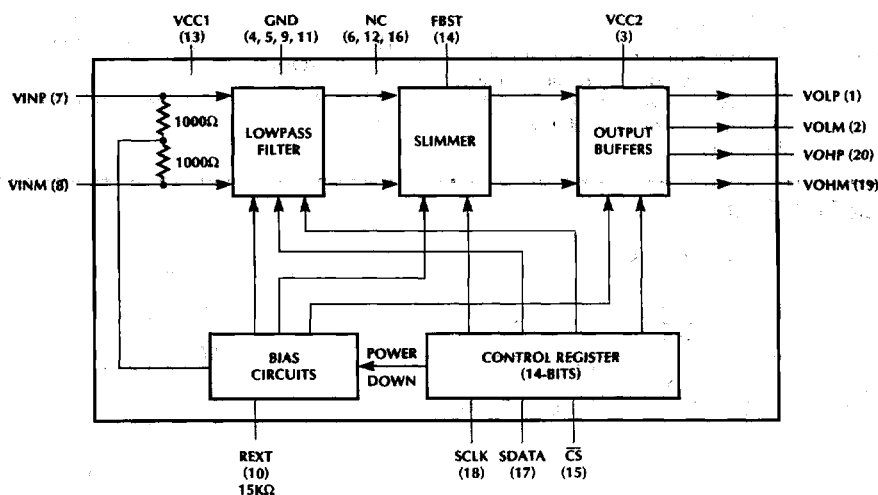 VCC1
(13)
GND
(4, 5, 9, 11)
NC
(6, 12, 16)
FBST
(14)
VCC2
(3)
VINP (7)
1000Ω
1000Ω
VINM (8)
LOWPASS
FILTER
SLIMMER
OUTPUT
BUFFERS
VOLP (1)
VOLM (2)
VOHP (20)
VOHM (19)
BIAS
CIRCUITS
POWER
DOWN
CONTROL REGISTER
(14-BITS)
REXT
(10)
15KΩ
SCLK
(18)
SDATA
(17)
C̅S̅
(15)